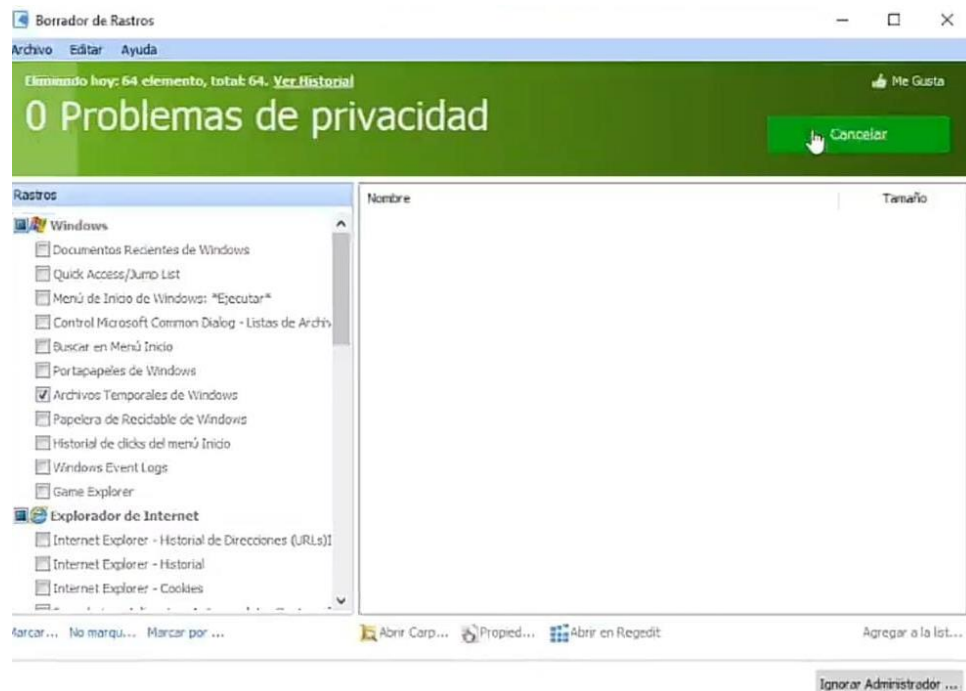 Borrador de Rastros
Archivo Editar Ayuda
Eliminado hoy: 64 elemento, total: 64. Ver Historial
Me Gusta
0 Problemas de privacidad
Cancelar
Rastros
Nombre Tamaño
Windows
Documentos Recientes de Windows
Quick Access/Jump List
Menú de Inicio de Windows: "Ejecutar"
Control Microsoft Common Dialog - Listas de Archiv
Buscar en Menú Inicio
Portapapeles de Windows
Archivos Temporales de Windows
Papelera de Reciclable de Windows
Historial de clicks del menú Inicio
Windows Event Logs
Game Explorer
Explorador de Internet
Internet Explorer - Historial de Direcciones (URLs)I
Internet Explorer - Historial
Internet Explorer - Cookies
Marcar... No marqu... Marcar por ... Abrir Carp... Propied... Abrir en Regedit Agregar a la list...
Ignorar Administrador ...